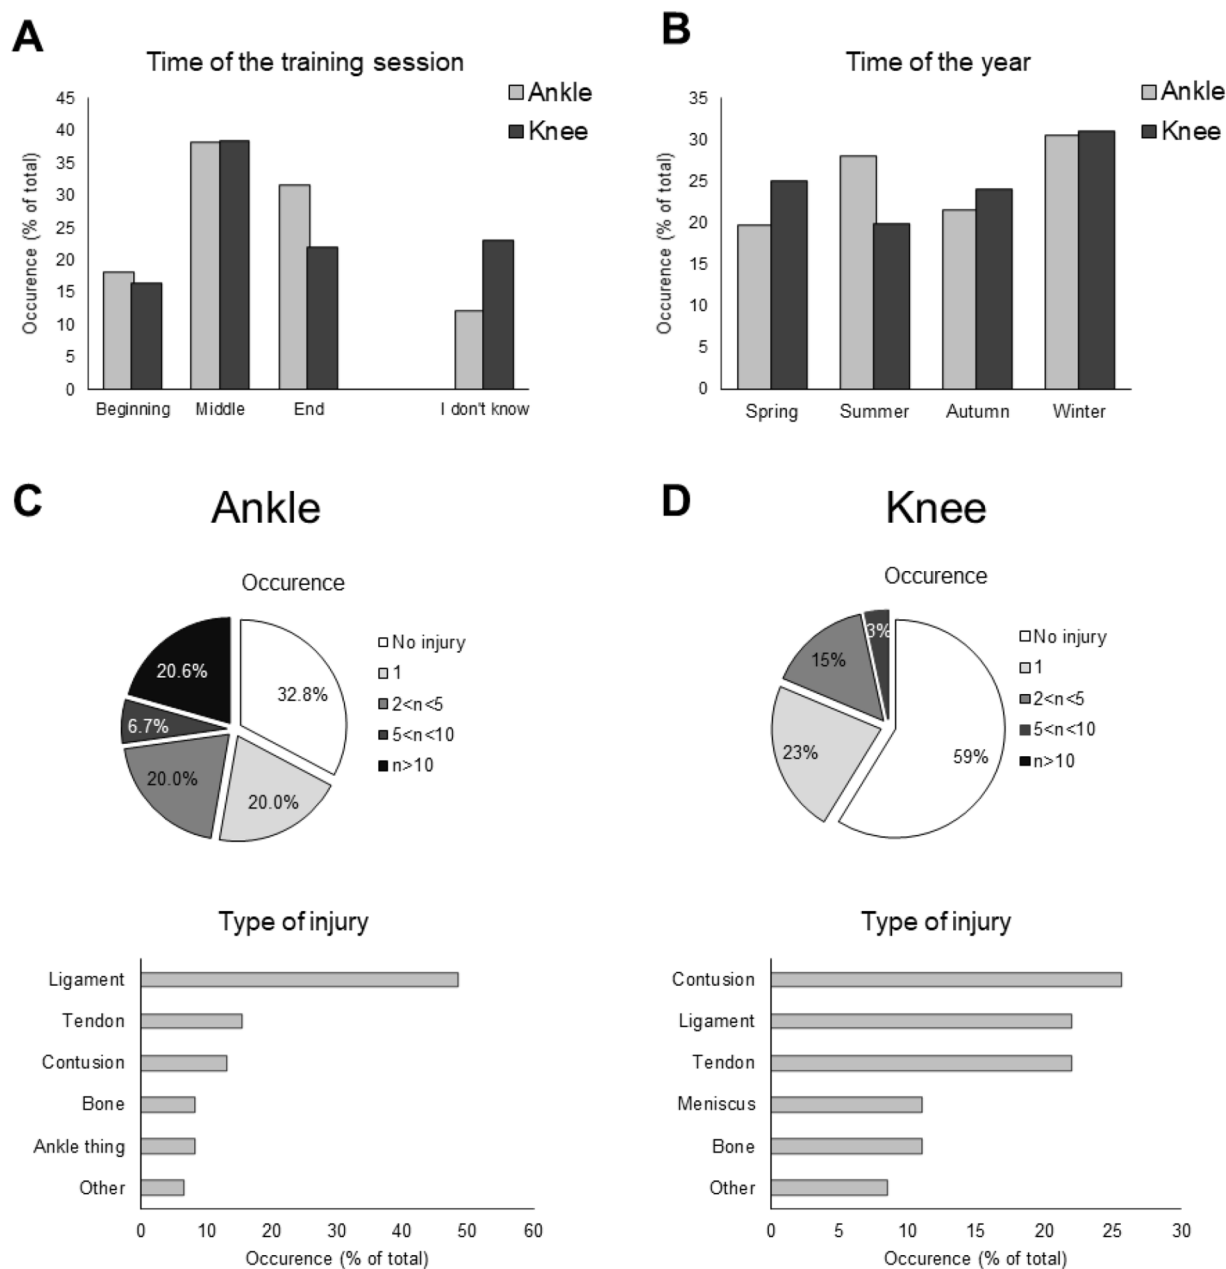 A
Time of the training session
Ankle
Knee
Occurence (% of total)
45
40
35
30
25
20
15
10
5
0
Beginning Middle End I don't know
B
Time of the year
Ankle
Knee
Occurence (% of total)
35
30
25
20
15
10
5
0
Spring Summer Autumn Winter
C
Ankle
Occurence
32.8%
20.0%
20.0%
6.7%
20.6%
No injury
1
2<n<5
5<n<10
n>10
Type of injury
Ligament
Tendon
Contusion
Bone
Ankle thing
Other
0 10 20 30 40 50 60
Occurence (% of total)
D
Knee
Occurence
59%
23%
15%
3%
No injury
1
2<n<5
5<n<10
n>10
Type of injury
Contusion
Ligament
Tendon
Meniscus
Bone
Other
0 5 10 15 20 25 30
Occurence (% of total)